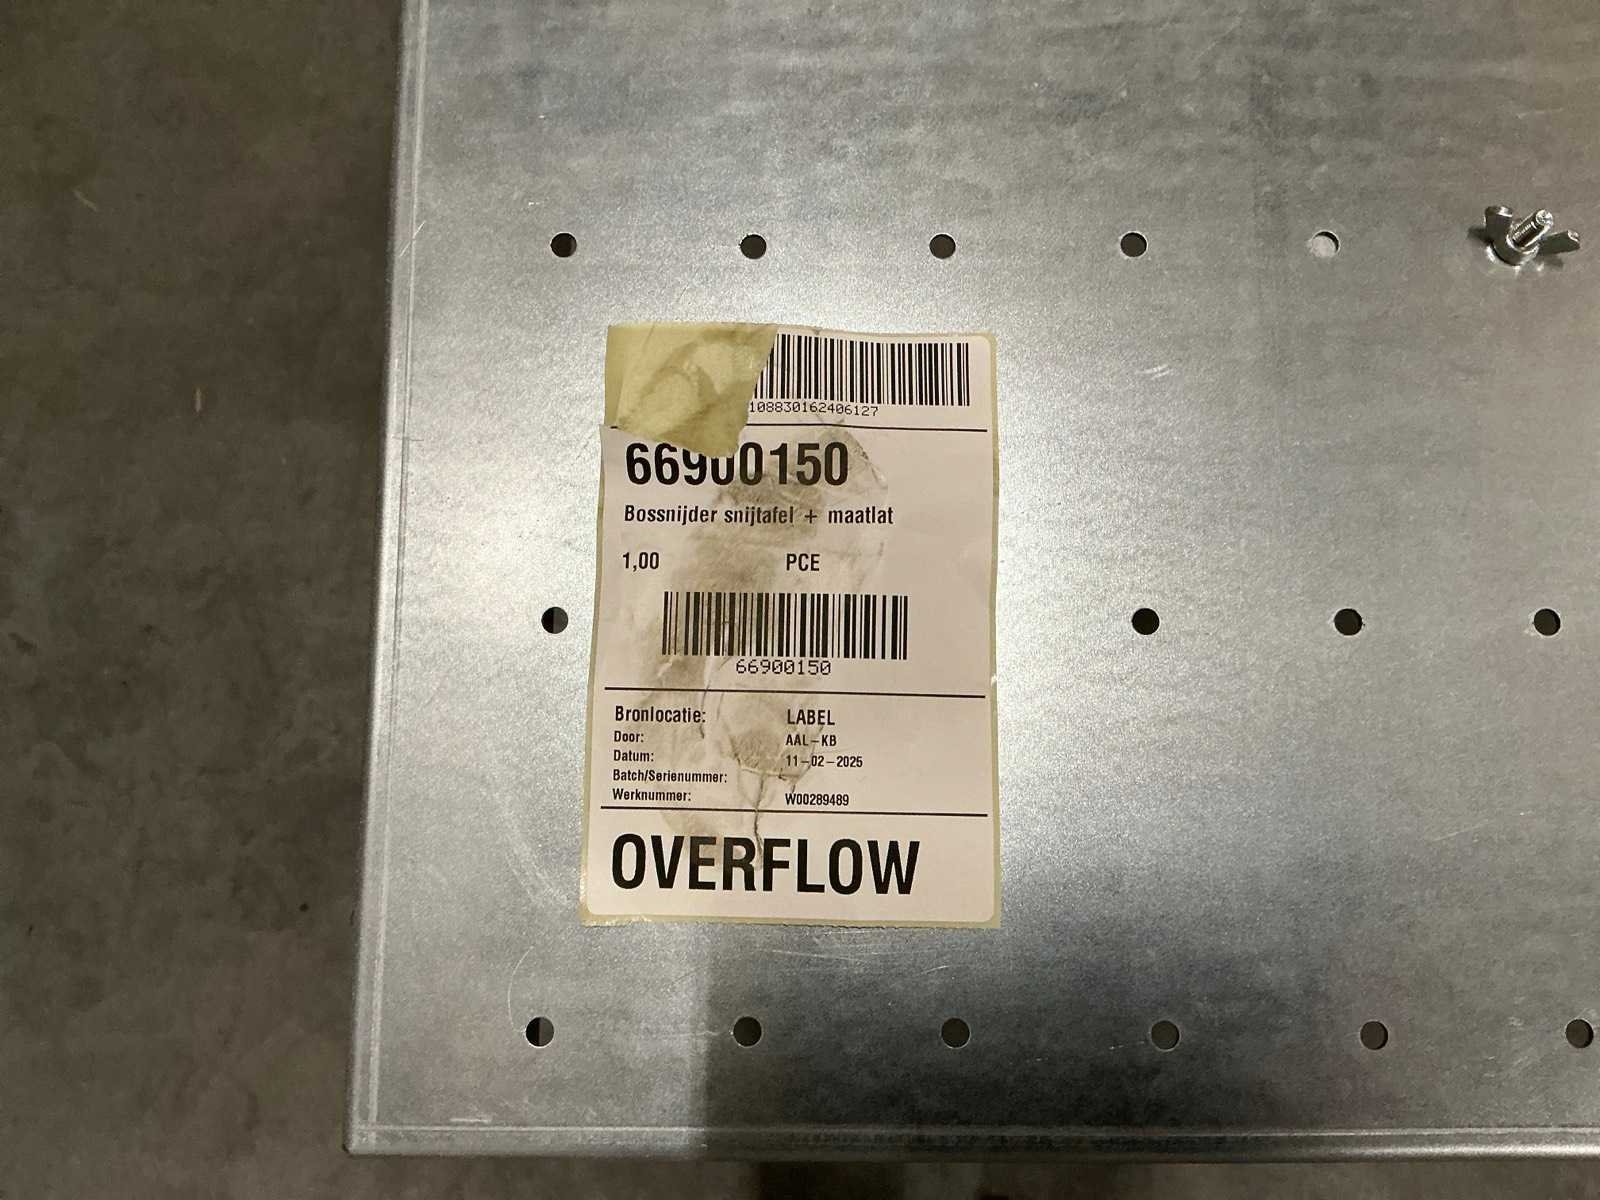 108830162406127
66900150
Bossnijder snijtafel + maatlat
1,00 PCE
66900150
Bronlocatie: LABEL
Door: AAL-KB
Datum: 11-02-2025
Batch/Serienummer:
Werknummer: W00289489
OVERFLOW